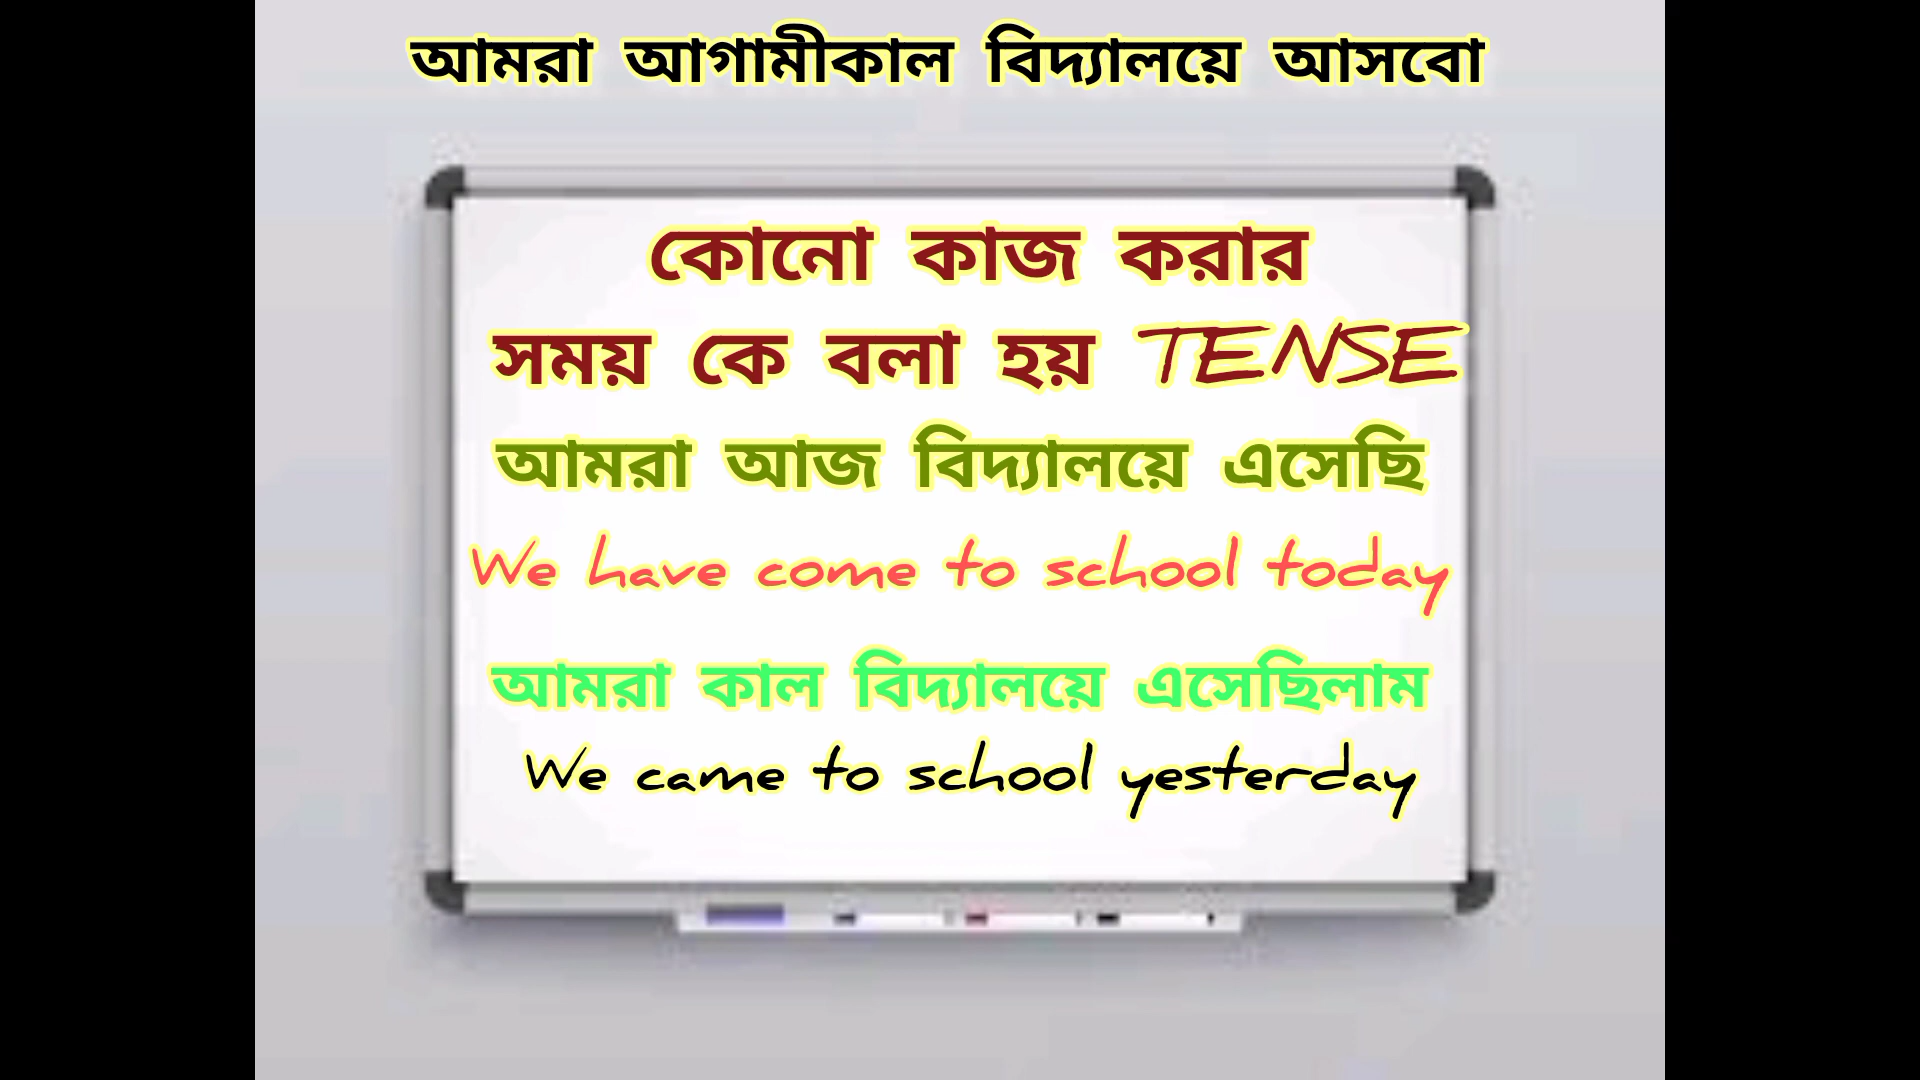 আমরা আগামীকাল বিদ্যালয়ে আসবো
কোনো কাজ করার
সময় কে বলা হয় TENSE
আমরা আজ বিদ্যালয়ে এসেছি
We have come to school today
আমরা কাল বিদ্যালয়ে এসেছিলাম
We came to school yesterday